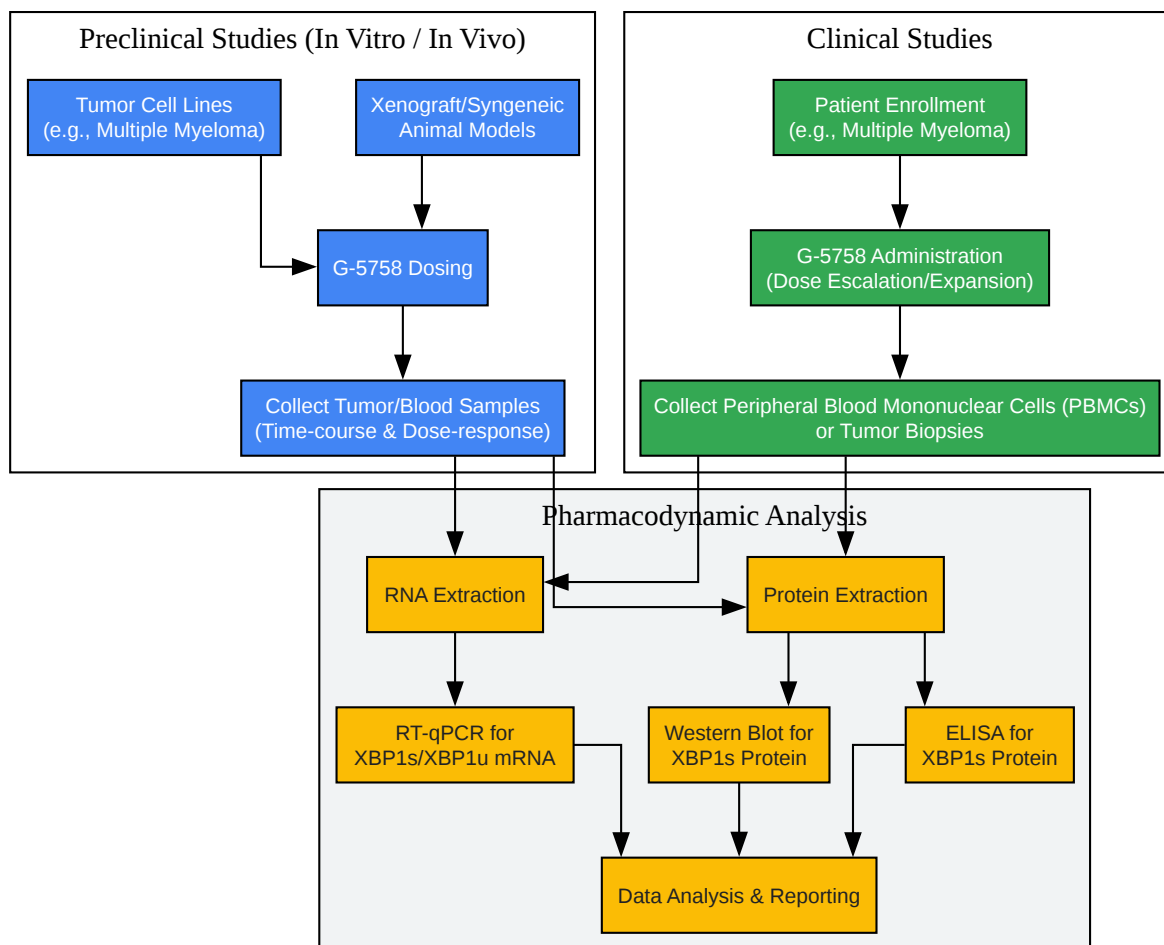 Preclinical Studies (In Vitro / In Vivo)
Tumor Cell Lines
(e.g., Multiple Myeloma)
Xenograft/Syngeneic
Animal Models
G-5758 Dosing
Collect Tumor/Blood Samples
(Time-course & Dose-response)
Clinical Studies
Patient Enrollment
(e.g., Multiple Myeloma)
G-5758 Administration
(Dose Escalation/Expansion)
Collect Peripheral Blood Mononuclear Cells (PBMCs)
or Tumor Biopsies
Pharmacodynamic Analysis
RNA Extraction
Protein Extraction
RT-qPCR for
XBP1s/XBP1u mRNA
Western Blot for
XBP1s Protein
ELISA for
XBP1s Protein
Data Analysis & Reporting